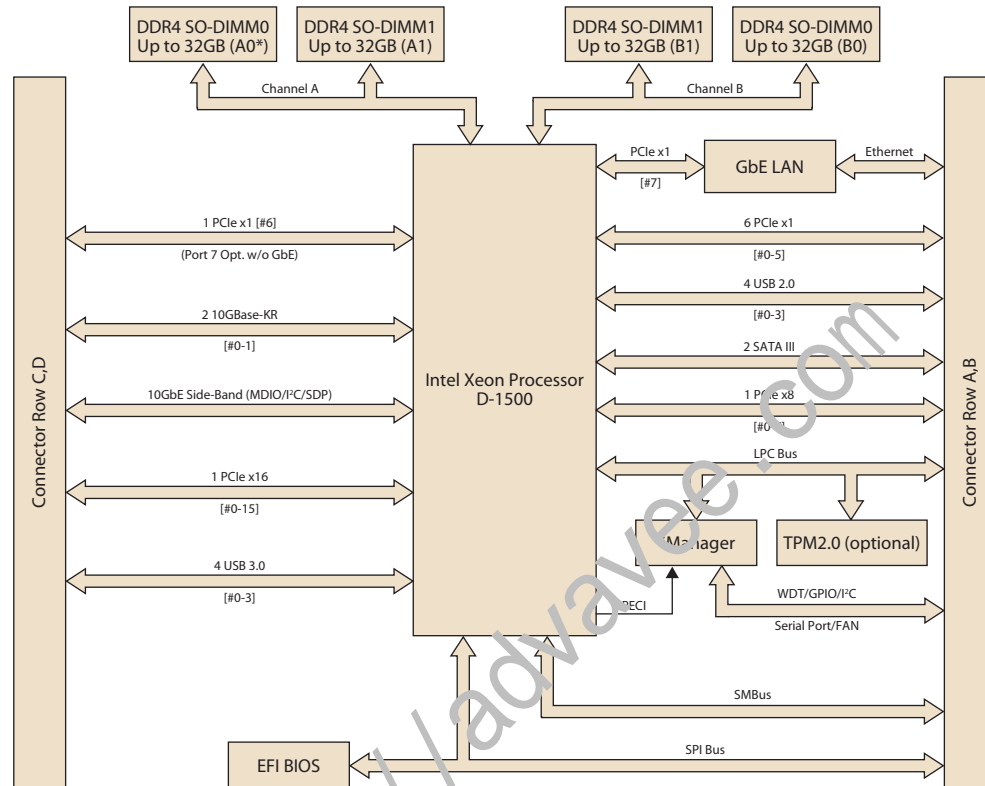 DDR4 SO-DIMM0
Up to 32GB (A0*)
DDR4 SO-DIMM1
Up to 32GB (A1)
DDR4 SO-DIMM1
Up to 32GB (B1)
DDR4 SO-DIMM0
Up to 32GB (B0)
Channel A
Channel B
PCIe x1
[#7]
GbE LAN
Ethernet
1 PCIe x1 [#6]
(Port 7 Opt. w/o GbE)
6 PCIe x1
[#0-5]
4 USB 2.0
[#0-3]
2 10GBase-KR
[#0-1]
2 SATA III
Connector Row C,D
Intel Xeon Processor
D-1500
Connector Row A,B
10GbE Side-Band (MDIO/I²C/SDP)
1 PCIe x8
LPC Bus
1 PCIe x16
[#0-15]
TPM2.0 (optional)
4 USB 3.0
[#0-3]
WDT/GPIO/I²C
Serial Port/FAN
SMBus
SPI Bus
EFI BIOS
//advavee.com